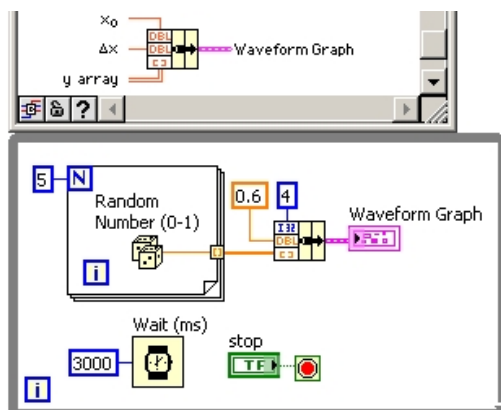 x₀
DBL
Δx
DBL
Waveform Graph
y array
?
5
N
Random
Number (0-1)
0.6
4
I32
DBL
Waveform Graph
i
Wait (ms)
3000
stop
TF
i